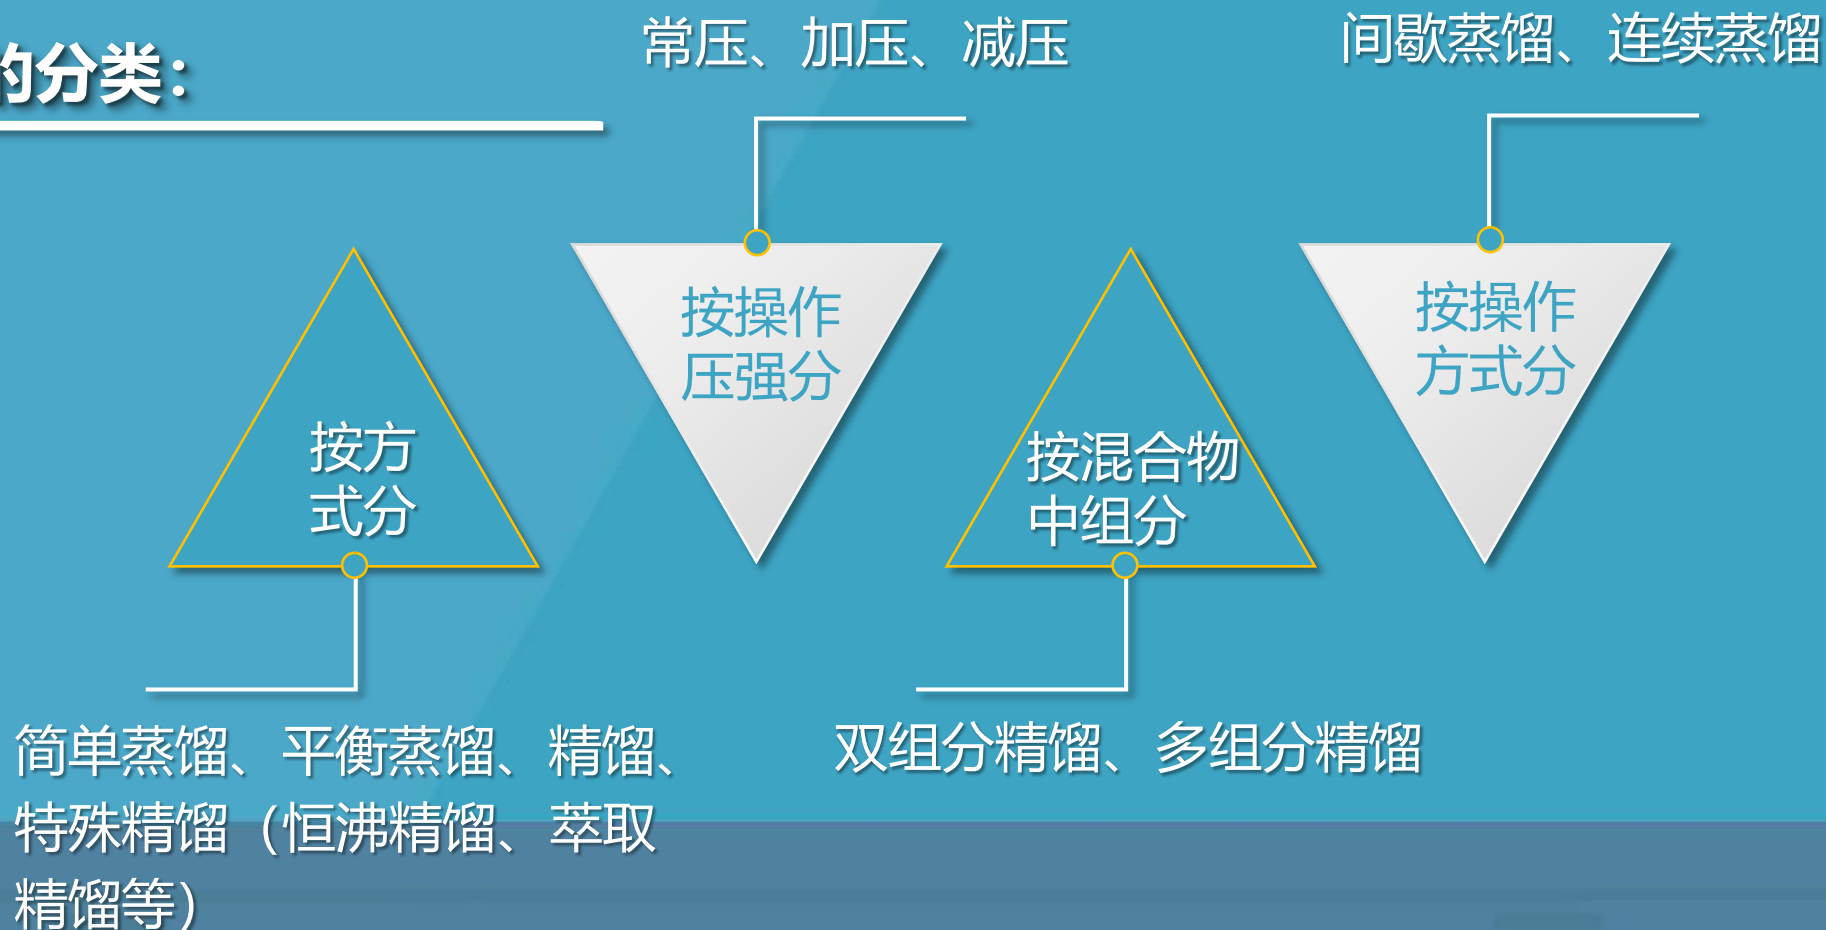 的分类：
常压、加压、减压
间歇蒸馏、连续蒸馏
按方
式分
按操作
压强分
按混合物
中组分
按操作
方式分
简单蒸馏、平衡蒸馏、精馏、
特殊精馏（恒沸精馏、萃取
精馏等）
双组分精馏、多组分精馏